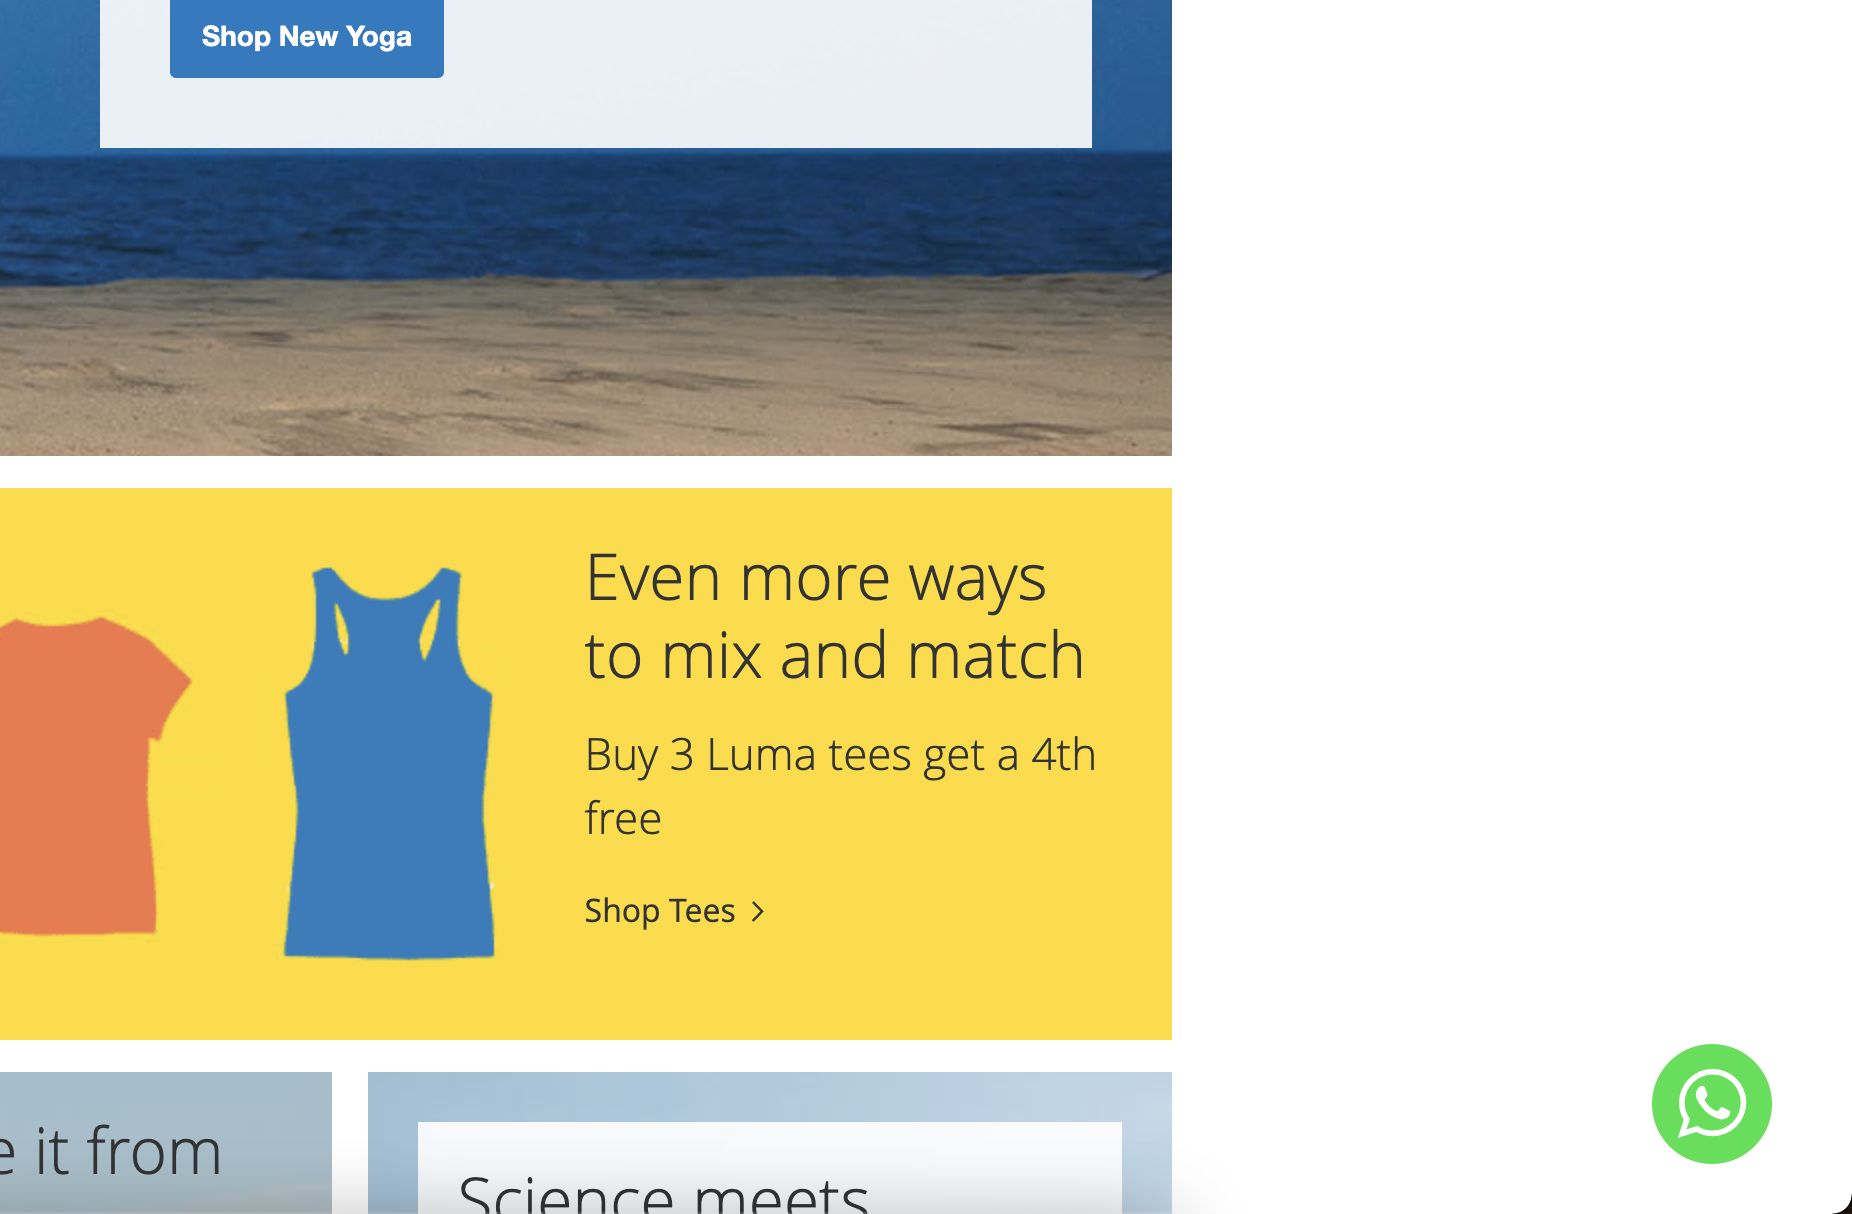 Shop New Yoga
Even more ways
to mix and match
Buy 3 Luma tees get a 4th
free
Shop Tees
it from
Science meets